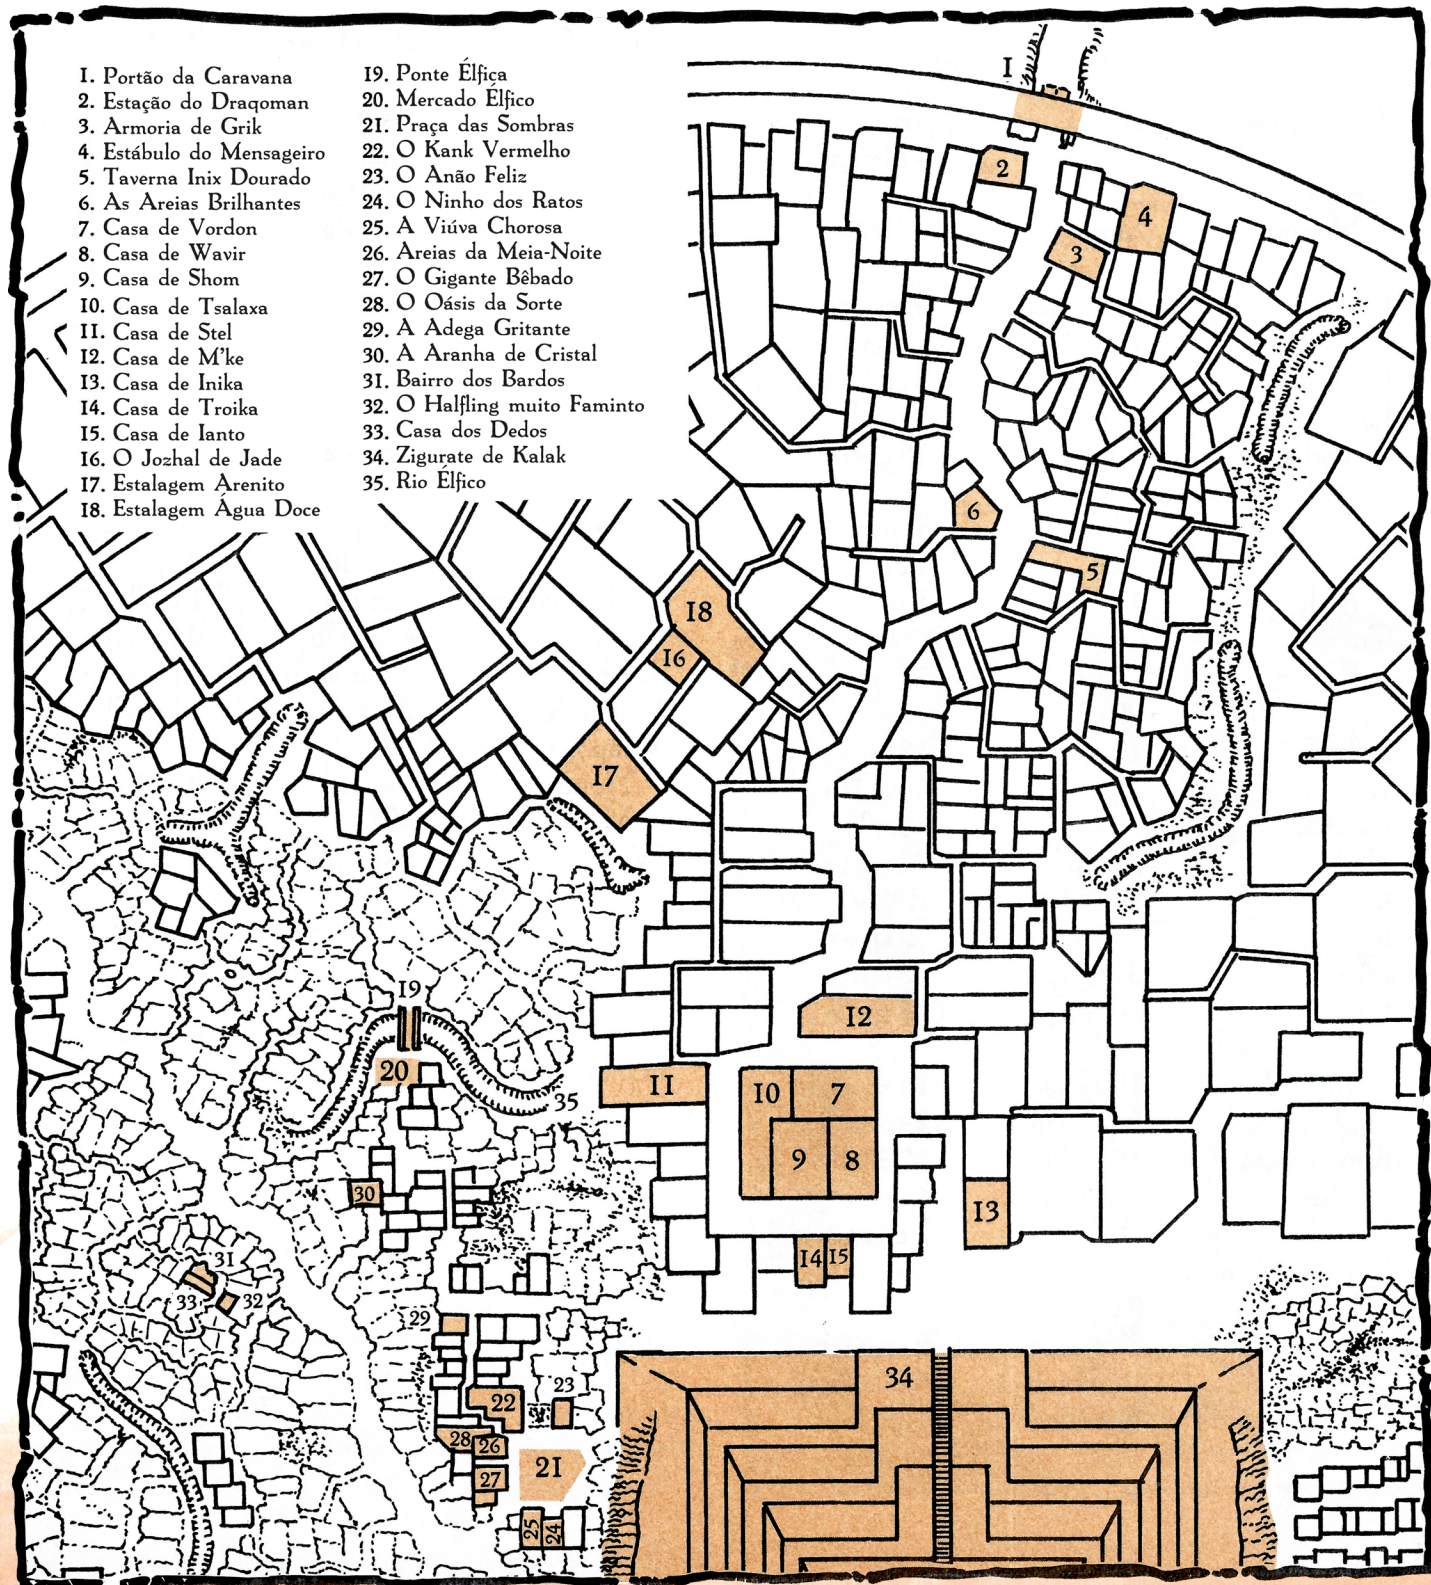 1. Portão da Caravana
2. Estação do Dragoman
3. Armoria de Grik
4. Estábulo do Mensageiro
5. Taverna Inix Dourado
6. As Areias Brilhantes
7. Casa de Vordon
8. Casa de Wavir
9. Casa de Shom
10. Casa de Tsalaxa
11. Casa de Stel
12. Casa de M'ke
13. Casa de Inika
14. Casa de Troika
15. Casa de Ianto
16. O Jozhal de Jade
17. Estalagem Arenito
18. Estalagem Água Doce
19. Ponte Élfica
20. Mercado Élfico
21. Praça das Sombras
22. O Kank Vermelho
23. O Anão Feliz
24. O Ninho dos Ratos
25. A Viúva Chorosa
26. Areias da Meia-Noite
27. O Gigante Bêbado
28. O Oásis da Sorte
29. A Adega Gritante
30. A Aranha de Cristal
31. Bairro dos Bardos
32. O Halfling muito Faminto
33. Casa dos Dedos
34. Zigurate de Kalak
35. Rio Élfico
1
2
4
3
6
5
18
16
17
19
12
20
11
10
7
35
9
8
30
13
31
14
15
33
32
29
34
23
22
28
26
21
27
25
24